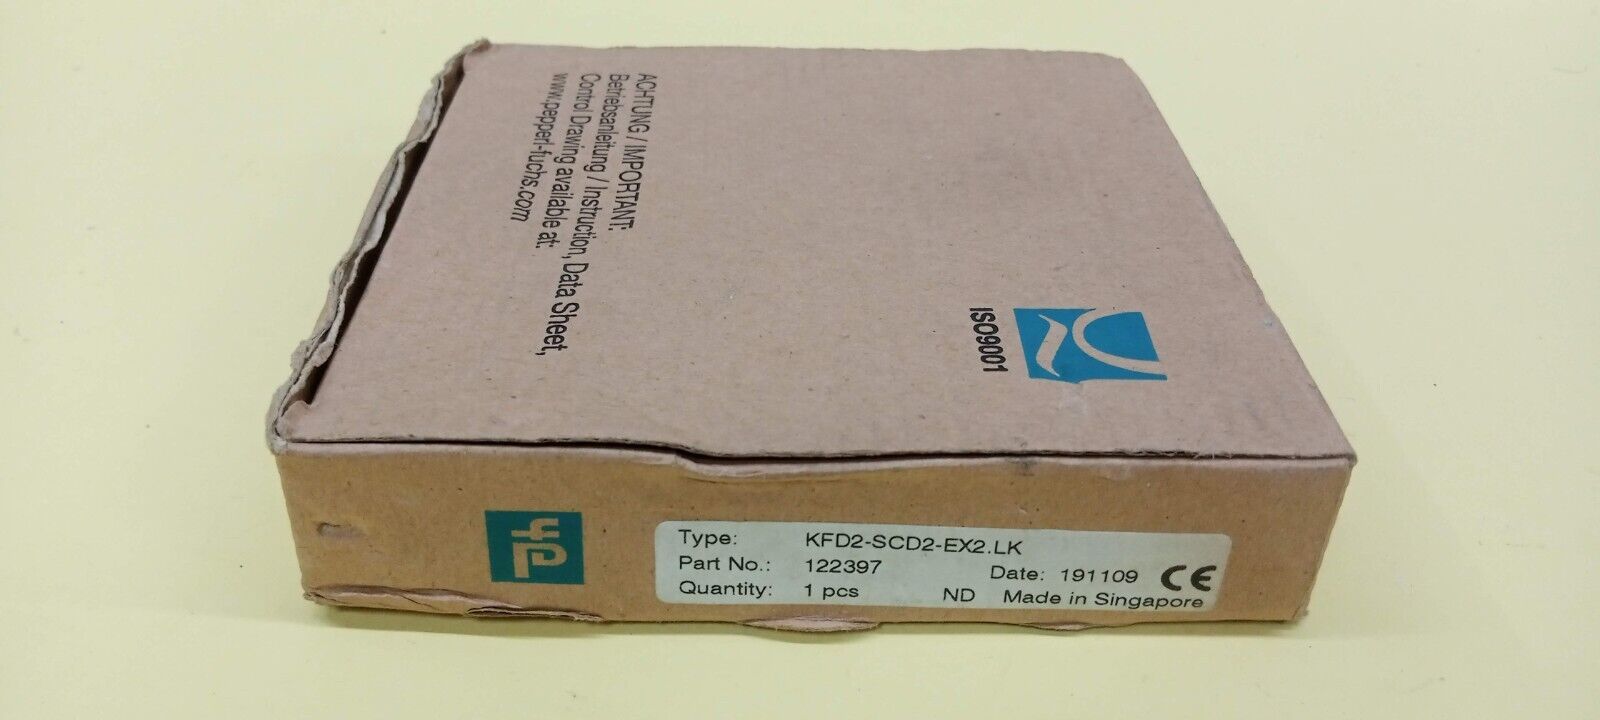 ACHTUNG / IMPORTANT:
Betriebsanleitung / Instruction, Data Sheet,
Control Drawing available at:
www.pepperl-fuchs.com
ISO9001
Type: KFD2-SCD2-EX2.LK
Part No.: 122397 Date: 191109 CE
Quantity: 1 pcs ND Made in Singapore